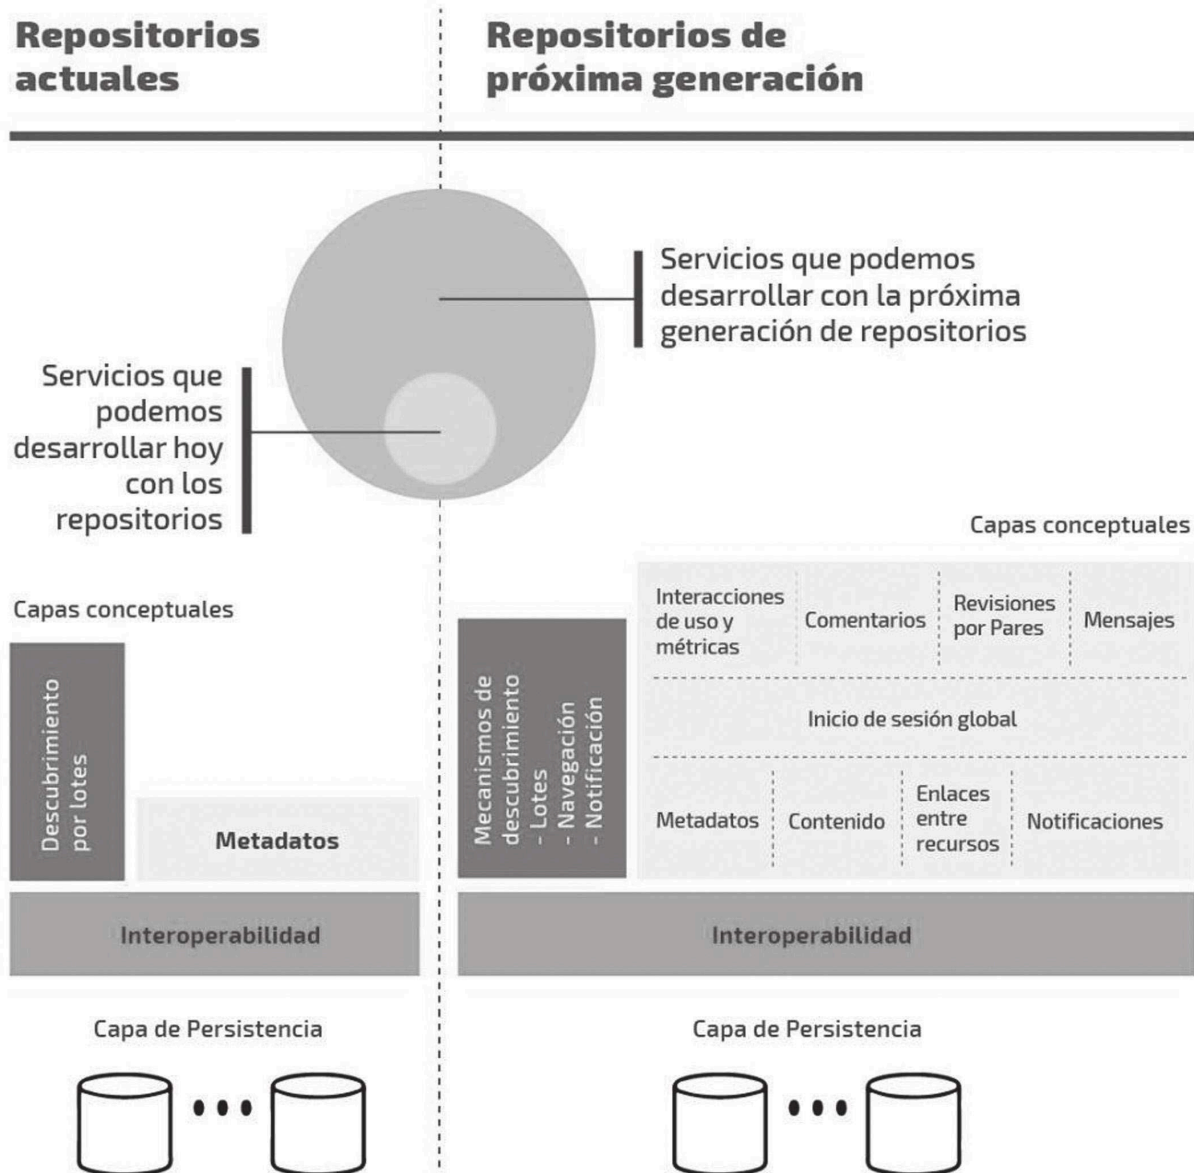 Repositorios
actuales
Repositorios de
próxima generación
Servicios que podemos
desarrollar con la próxima
generación de repositorios
Servicios que
podemos
desarrollar hoy
con los
repositorios
Capas conceptuales
Descubrimiento
por lotes
Metadatos
Interoperabilidad
Capa de Persistencia
Capas conceptuales
Mecanismos de
descubrimiento
- Lotes
- Navegación
- Notificación
Interacciones
de uso y
métricas
Comentarios
Revisiones
por Pares
Mensajes
Inicio de sesión global
Metadatos
Contenido
Enlaces
entre
recursos
Notificaciones
Interoperabilidad
Capa de Persistencia